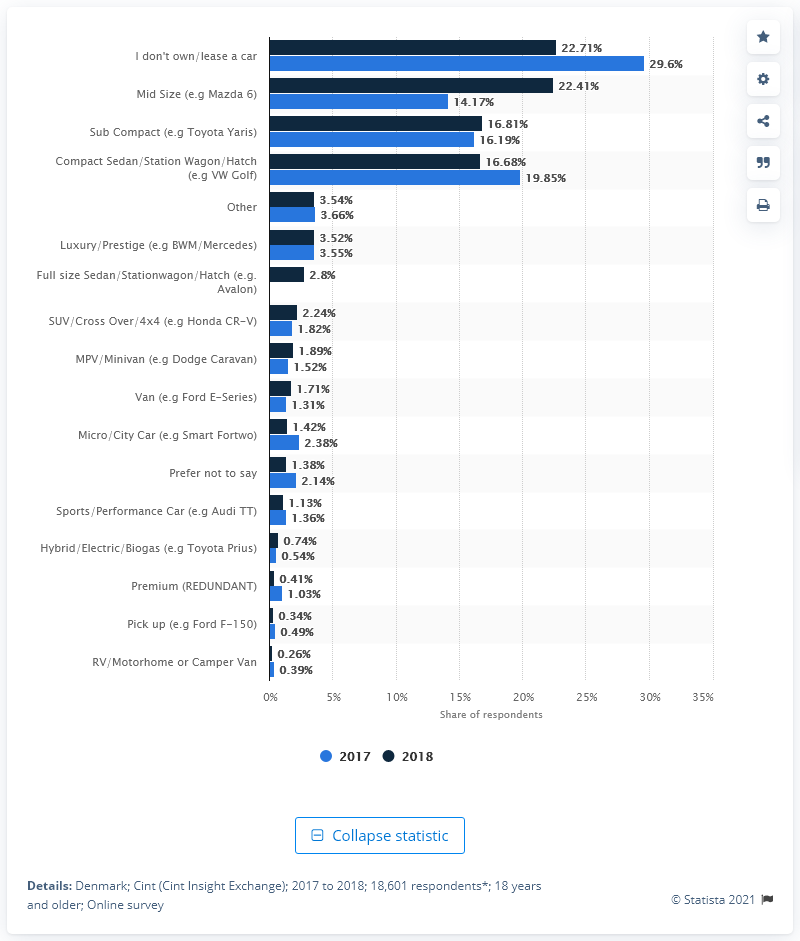 I don't own/lease a car
22.71%
29.6%
Mid Size (e.g Mazda 6)
22.41%
14.17%
Sub Compact (e.g Toyota Yaris)
16.81%
16.19%
Compact Sedan/Station Wagon/Hatch
(e.g VW Golf)
16.68%
19.85%
Other
3.54%
3.66%
Luxury/Prestige (e.g BWM/Mercedes)
3.52%
3.55%
Full size Sedan/Stationwagon/Hatch (e.g.
Avalon)
2.8%
SUV/Cross Over/4x4 (e.g Honda CR-V)
2.24%
1.82%
MPV/Minivan (e.g Dodge Caravan)
1.89%
1.52%
Van (e.g Ford E-Series)
1.71%
1.31%
Micro/City Car (e.g Smart Fortwo)
1.42%
2.38%
Prefer not to say
1.38%
2.14%
Sports/Performance Car (e.g Audi TT)
1.13%
1.36%
Hybrid/Electric/Biogas (e.g Toyota Prius)
0.74%
0.54%
Premium (REDUNDANT)
0.41%
1.03%
Pick up (e.g Ford F-150)
0.34%
0.49%
RV/Motorhome or Camper Van
0.26%
0.39%
0% 5% 10% 15% 20% 25% 30% 35%
Share of respondents
2017 2018
Collapse statistic
Details: Denmark; Cint (Cint Insight Exchange); 2017 to 2018; 18,601 respondents*; 18 years
and older; Online survey
© Statista 2021